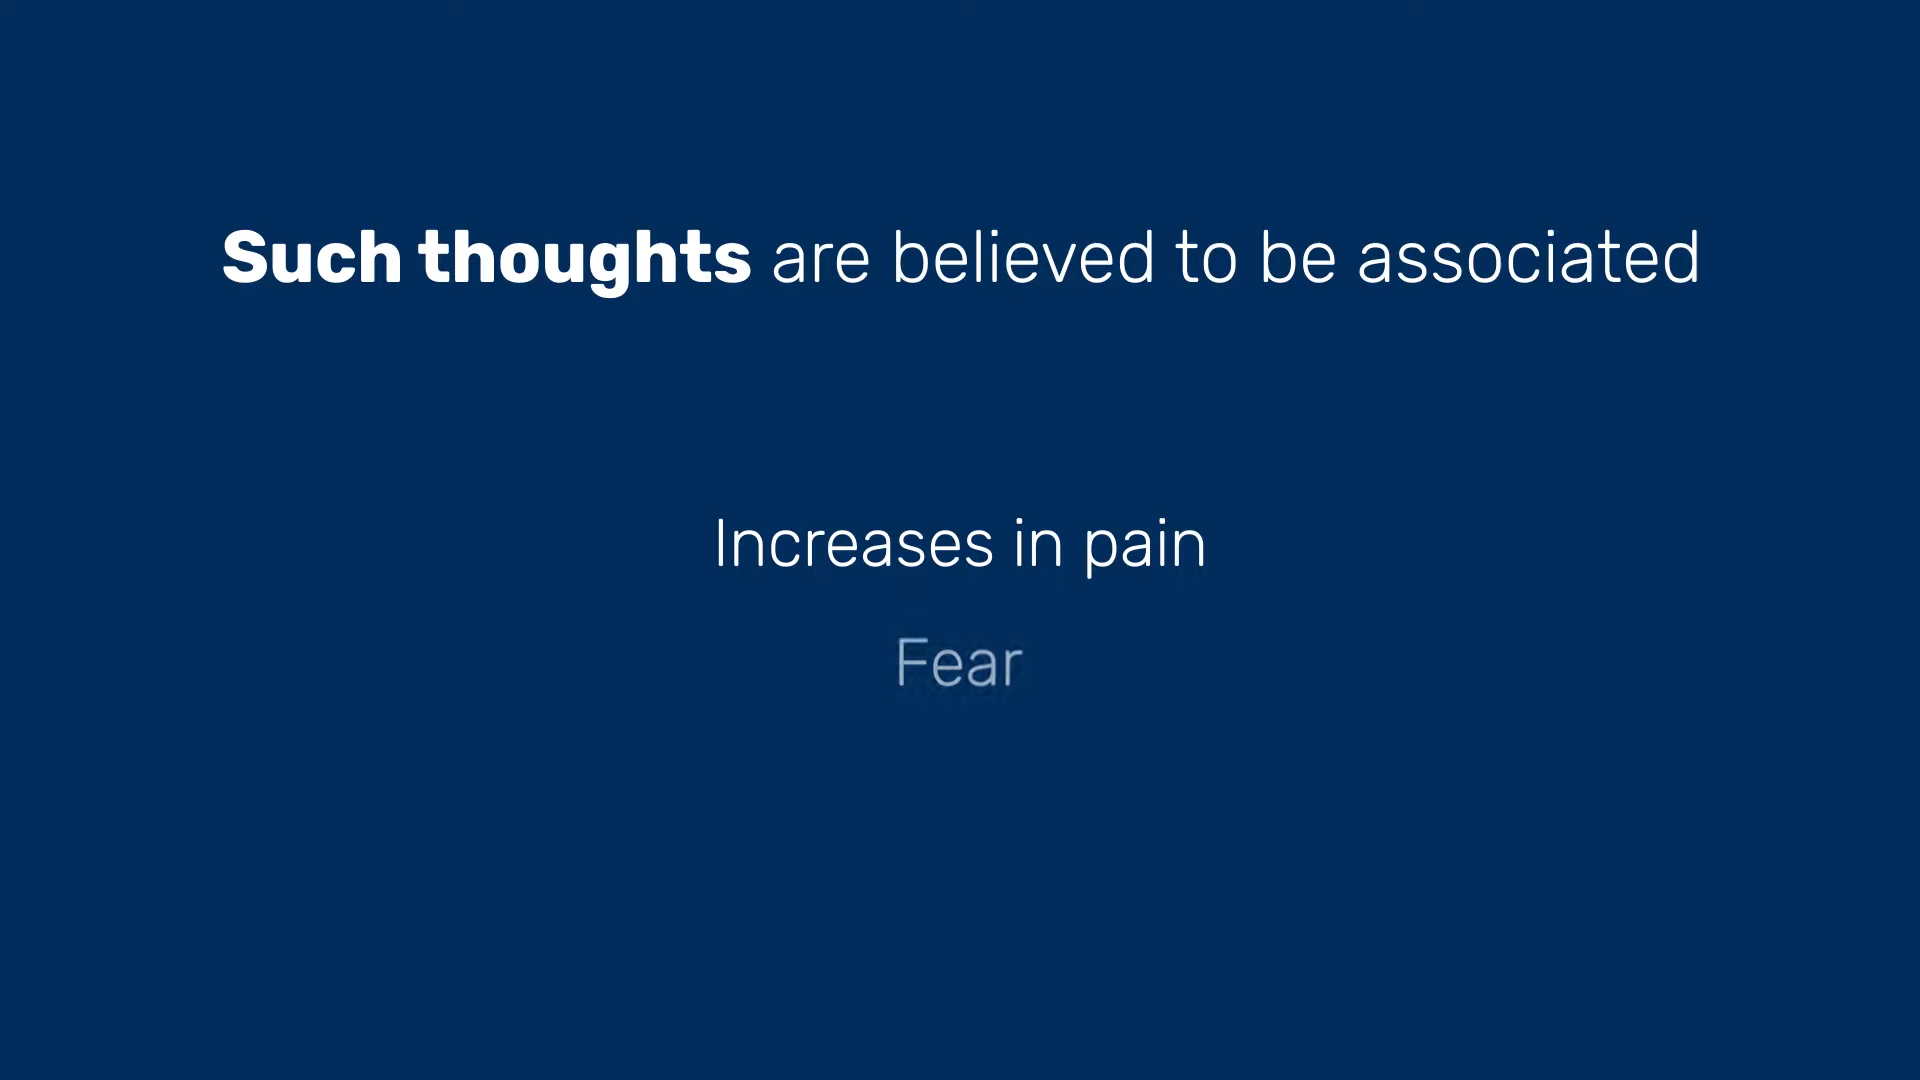 Such thoughts are believed to be associated
Increases in pain
Fear